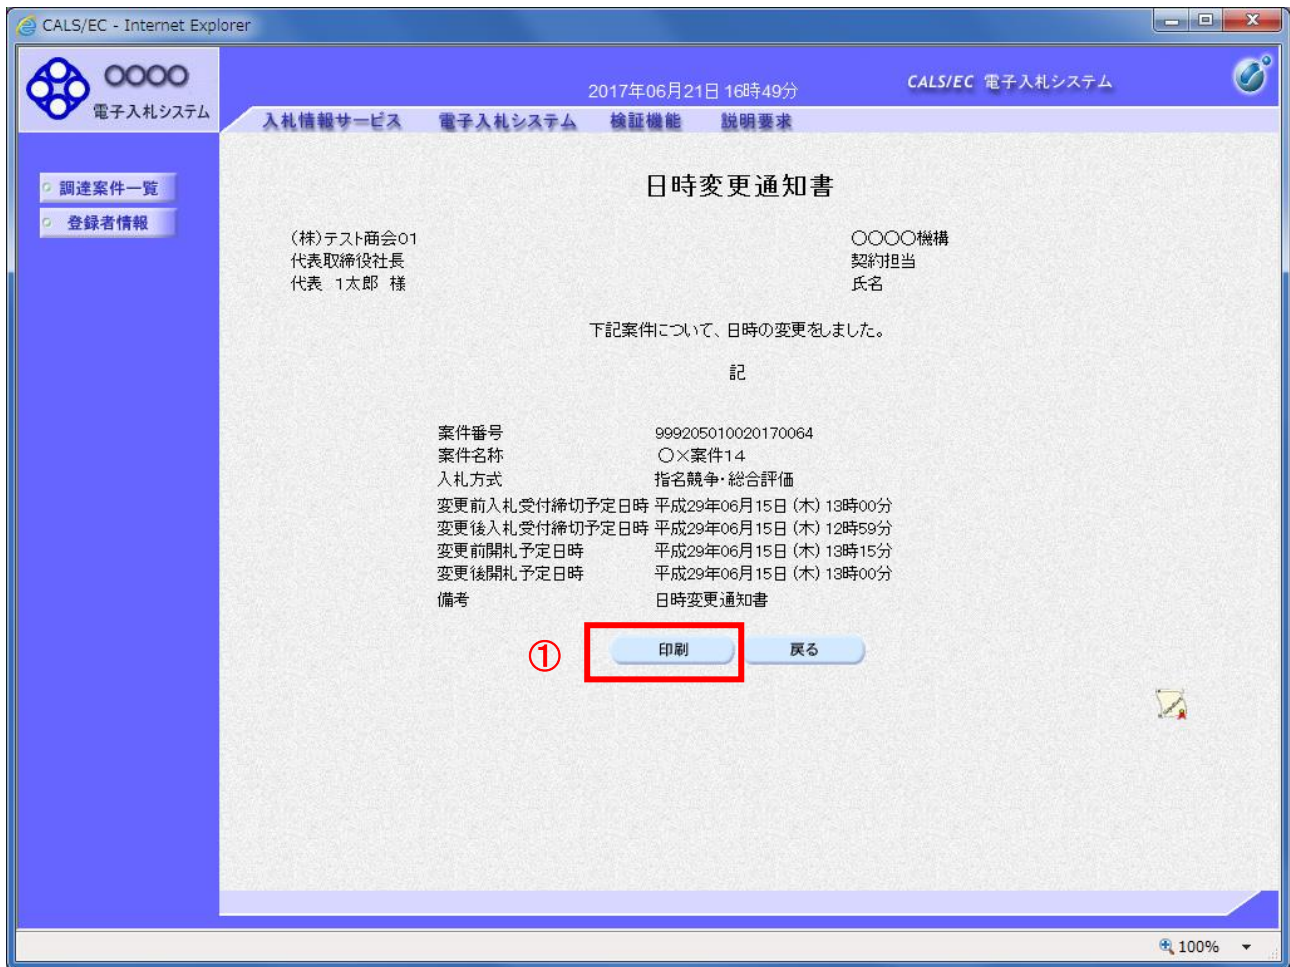 CALS/EC - Internet Explorer
〇〇〇〇
電子入札システム
2017年06月21日 16時49分
CALS/EC 電子入札システム
入札情報サービス 電子入札システム 検証機能 説明要求
調達案件一覧
登録者情報
日時変更通知書
(株)テスト商会01
代表取締役社長
代表 1太郎 様
〇〇〇〇機構
契約担当
氏名
下記案件について、日時の変更をしました。
記
案件番号 999205010020170064
案件名称 〇×案件14
入札方式 指名競争・総合評価
変更前入札受付締切予定日時 平成29年06月15日 (木) 13時00分
変更後入札受付締切予定日時 平成29年06月15日 (木) 12時59分
変更前開札予定日時 平成29年06月15日 (木) 13時15分
変更後開札予定日時 平成29年06月15日 (木) 13時00分
備考 日時変更通知書
① 印刷 戻る
100%